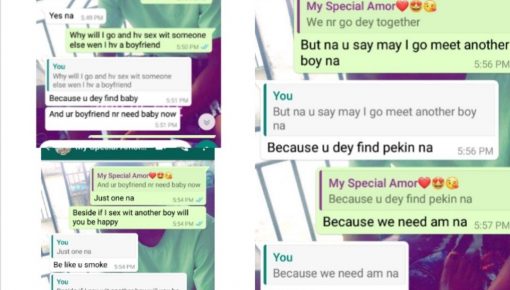 Yes na
5:49 PM
Why will I go and hv sex wit someone
else wen I hv a boyfriend
5:50 PM
You
Why will I go and hv sex wit someone
else wen I hv a boyfriend
Because u dey find baby
5:51 PM
And ur boyfriend nr need baby now
5:51 PM
My Special Amor❤️😍😘
And ur boyfriend nr need baby now
Just one na
5:54 PM
Beside if I sex wit another boy will
you be happy
5:54 PM
You
Just one na
Be like u smoke
5:54 PM
You
My Special Amor❤️😍😘
We nr go dey together
But na u say may I go meet another
boy na
5:56 PM
You
But na u say may I go meet another boy
na
Because u dey find pekin na
5:56 PM
My Special Amor❤️😍😘
Because u dey find pekin na
Because we need am na
5:57 PM
You
Because we need am na